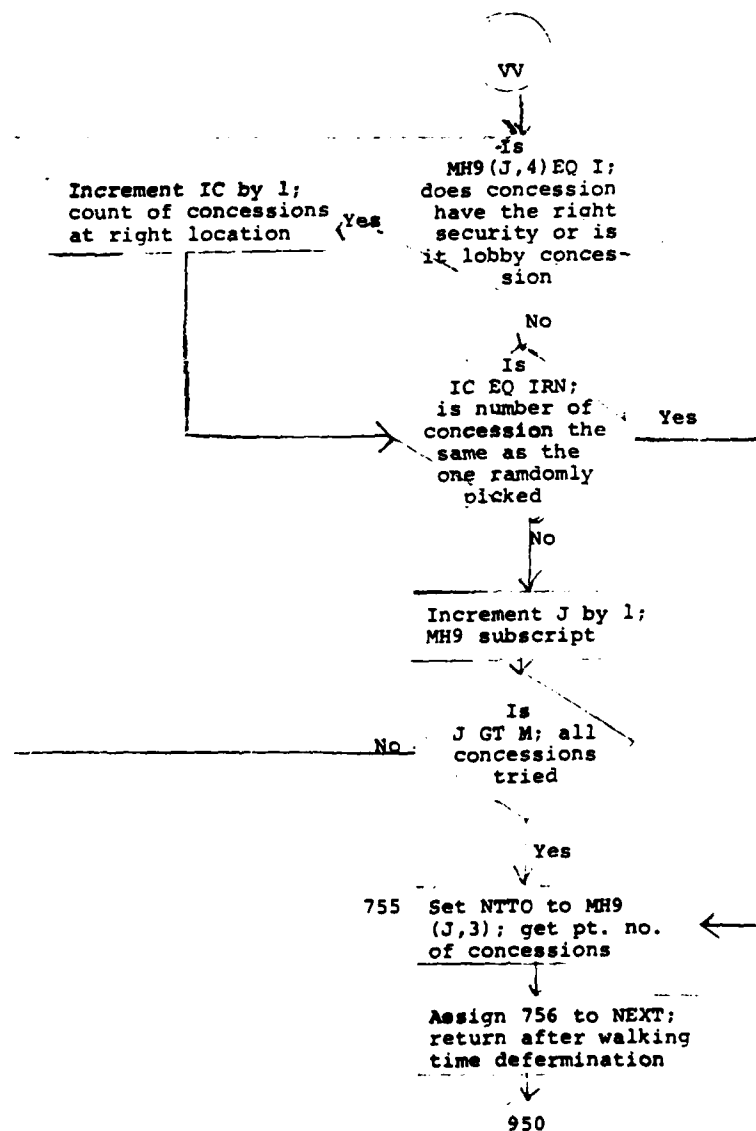 VV
Is
MH9(J,4)EQ I;
does concession
have the right
security or is
it lobby conces-
sion
Yes
Increment IC by 1;
count of concessions
at right location
No
Is
IC EQ IRN;
is number of
concession the
same as the
one ramdomly
picked
Yes
No
Increment J by 1;
MH9 subscript
Is
J GT M; all
concessions
tried
No
Yes
755 Set NTTO to MH9
(J,3); get pt. no.
of concessions
Assign 756 to NEXT;
return after walking
time defermination
950